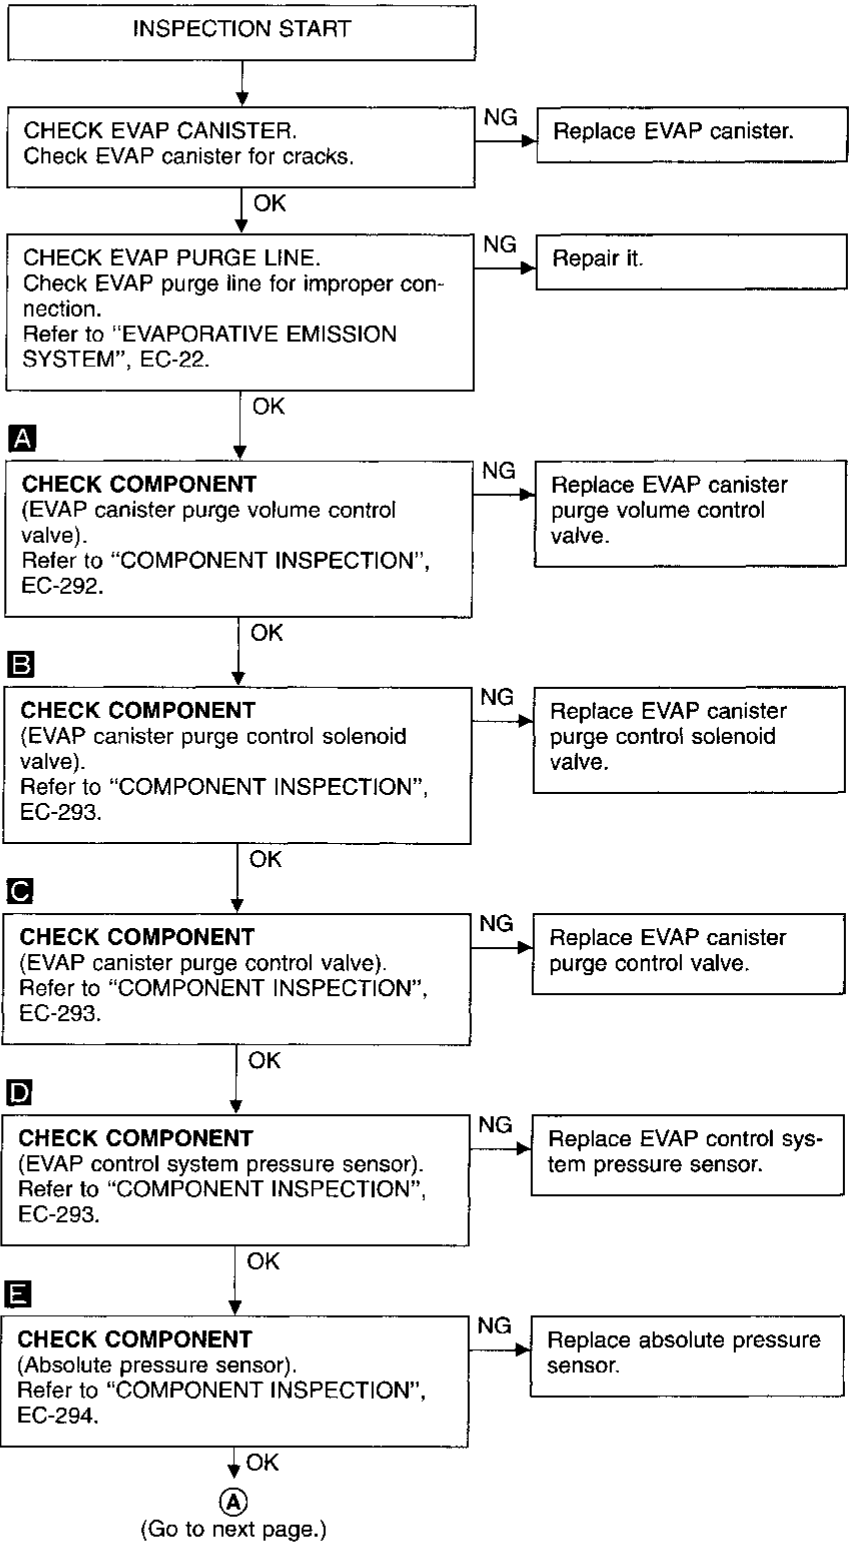 INSPECTION START
CHECK EVAP CANISTER.
Check EVAP canister for cracks.
NG
Replace EVAP canister.
OK
CHECK EVAP PURGE LINE.
Check EVAP purge line for improper con-
nection.
Refer to “EVAPORATIVE EMISSION
SYSTEM”, EC-22.
NG
Repair it.
OK
A
CHECK COMPONENT
(EVAP canister purge volume control
valve).
Refer to “COMPONENT INSPECTION”,
EC-292.
NG
Replace EVAP canister
purge volume control
valve.
OK
B
CHECK COMPONENT
(EVAP canister purge control solenoid
valve).
Refer to “COMPONENT INSPECTION”,
EC-293.
NG
Replace EVAP canister
purge control solenoid
valve.
OK
C
CHECK COMPONENT
(EVAP canister purge control valve).
Refer to “COMPONENT INSPECTION”,
EC-293.
NG
Replace EVAP canister
purge control valve.
OK
D
CHECK COMPONENT
(EVAP control system pressure sensor).
Refer to “COMPONENT INSPECTION”,
EC-293.
NG
Replace EVAP control sys-
tem pressure sensor.
OK
E
CHECK COMPONENT
(Absolute pressure sensor).
Refer to “COMPONENT INSPECTION”,
EC-294.
NG
Replace absolute pressure
sensor.
OK
A
(Go to next page.)